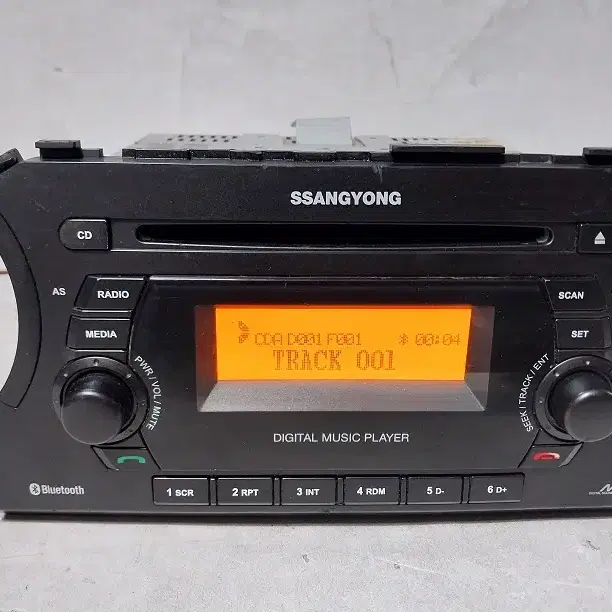 SSANGYONG
CD
AS RADIO
SCAN
MEDIA
SET
CDA D001 F001 00:04
TRACK 001
PWR / VOL / MUTE
SEEK / TRACK / ENT
DIGITAL MUSIC PLAYER
Bluetooth
1 SCR 2 RPT 3 INT 4 RDM 5 D- 6 D+